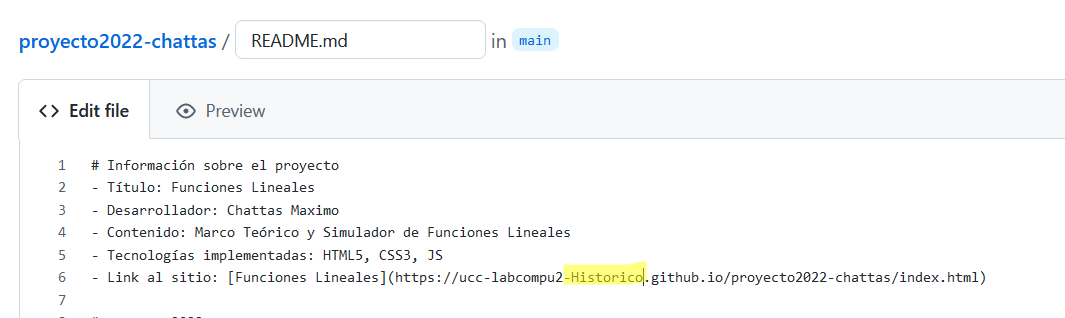 proyecto2022-chattas / README.md in main
Edit file Preview
1 # Información sobre el proyecto
2 - Título: Funciones Lineales
3 - Desarrollador: Chattas Maximo
4 - Contenido: Marco Teórico y Simulador de Funciones Lineales
5 - Tecnologías implementadas: HTML5, CSS3, JS
6 - Link al sitio: [Funciones Lineales](https://ucc-labcompu2-Historico.github.io/proyecto2022-chattas/index.html)
7